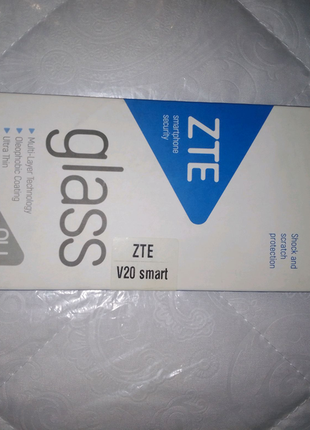 ZTE
smartphone
security
Shock and
scratch
protection
glass
Multi-Layer Technology
Oleophobic Coating
Ultra Thin
ZTE
V20 smart